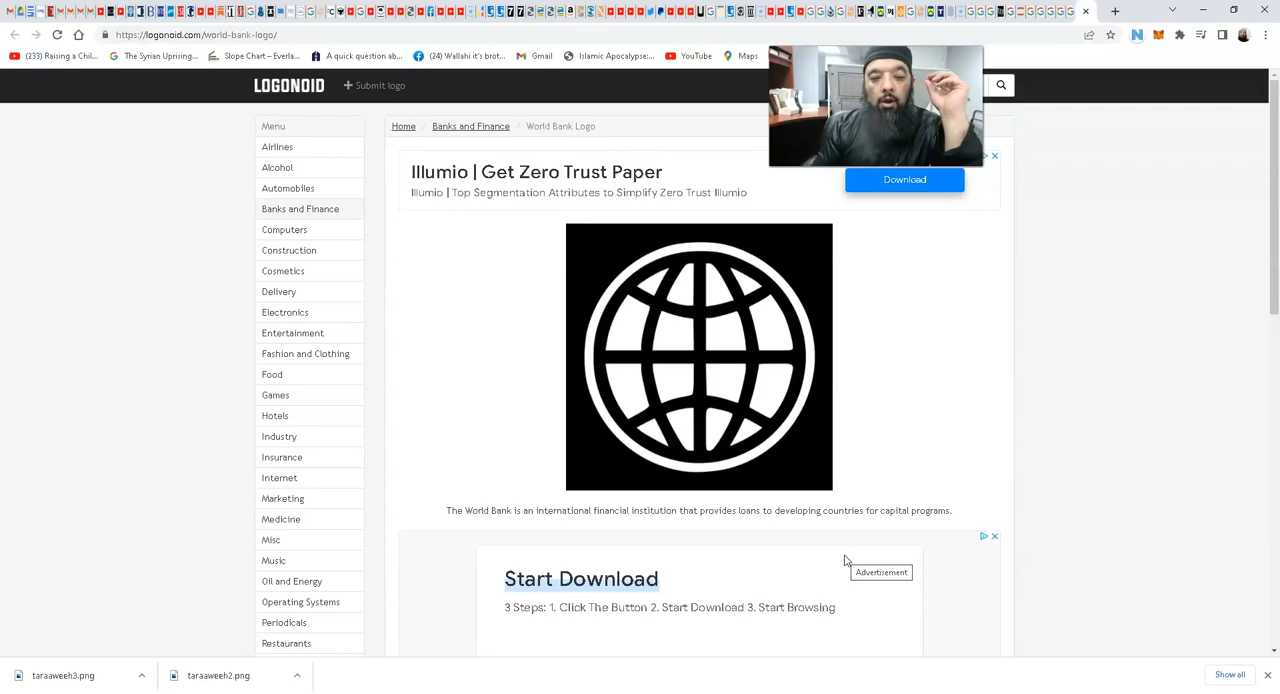 https://logonoid.com/world-bank-logo/
(233) Raising a Chil...
The Syrian Uprising,...
Slope Chart – Everla...
A quick question ab...
(24) Wallahi it's brot...
Gmail
Islamic Apocalypse:...
YouTube
Maps
LOGONOID
+ Submit logo
Menu
Airlines
Alcohol
Automobiles
Banks and Finance
Computers
Construction
Cosmetics
Delivery
Electronics
Entertainment
Fashion and Clothing
Food
Games
Hotels
Industry
Insurance
Internet
Marketing
Medicine
Misc
Music
Oil and Energy
Operating Systems
Periodicals
Restaurants
Home / Banks and Finance / World Bank Logo
Illumio | Get Zero Trust Paper
Illumio | Top Segmentation Attributes to Simplify Zero Trust Illumio
Download
The World Bank is an international financial institution that provides loans to developing countries for capital programs.
Start Download
3 Steps: 1. Click The Button 2. Start Download 3. Start Browsing
Advertisement
taraaweeh3.png
taraaweeh2.png
Show all